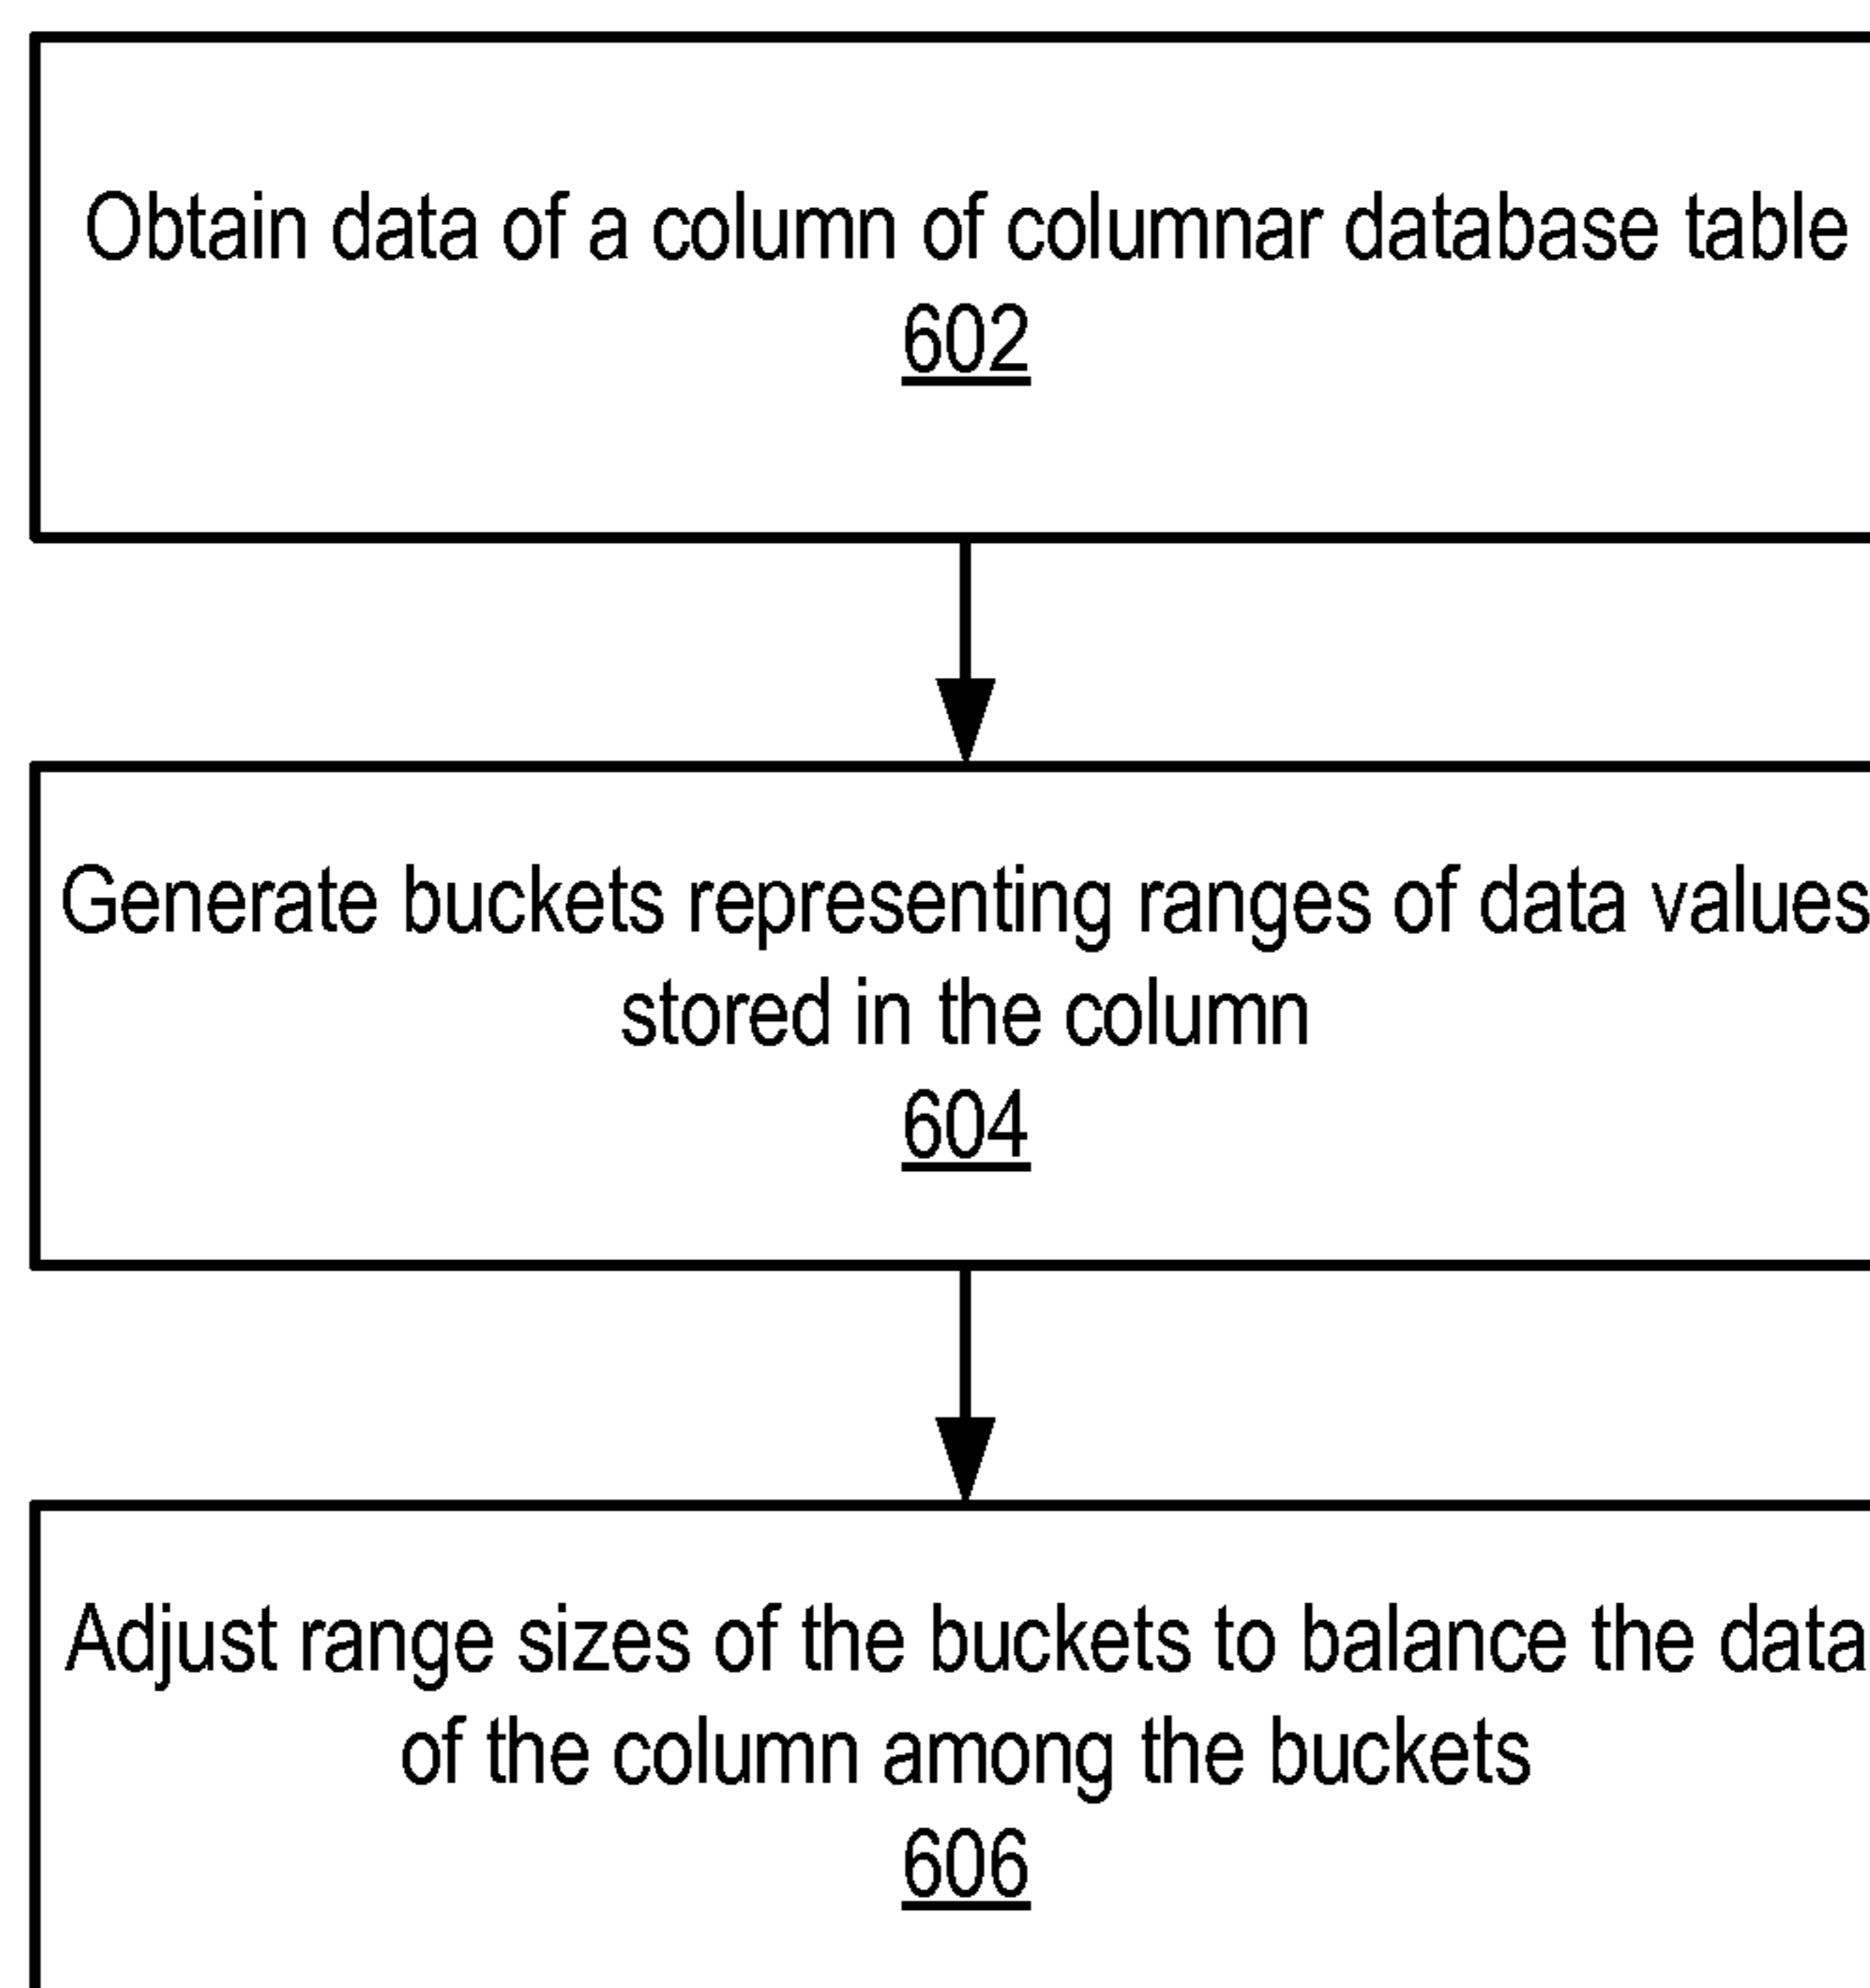 Obtain data of a column of columnar database table
602
Generate buckets representing ranges of data values
stored in the column
604
Adjust range sizes of the buckets to balance the data
of the column among the buckets
606